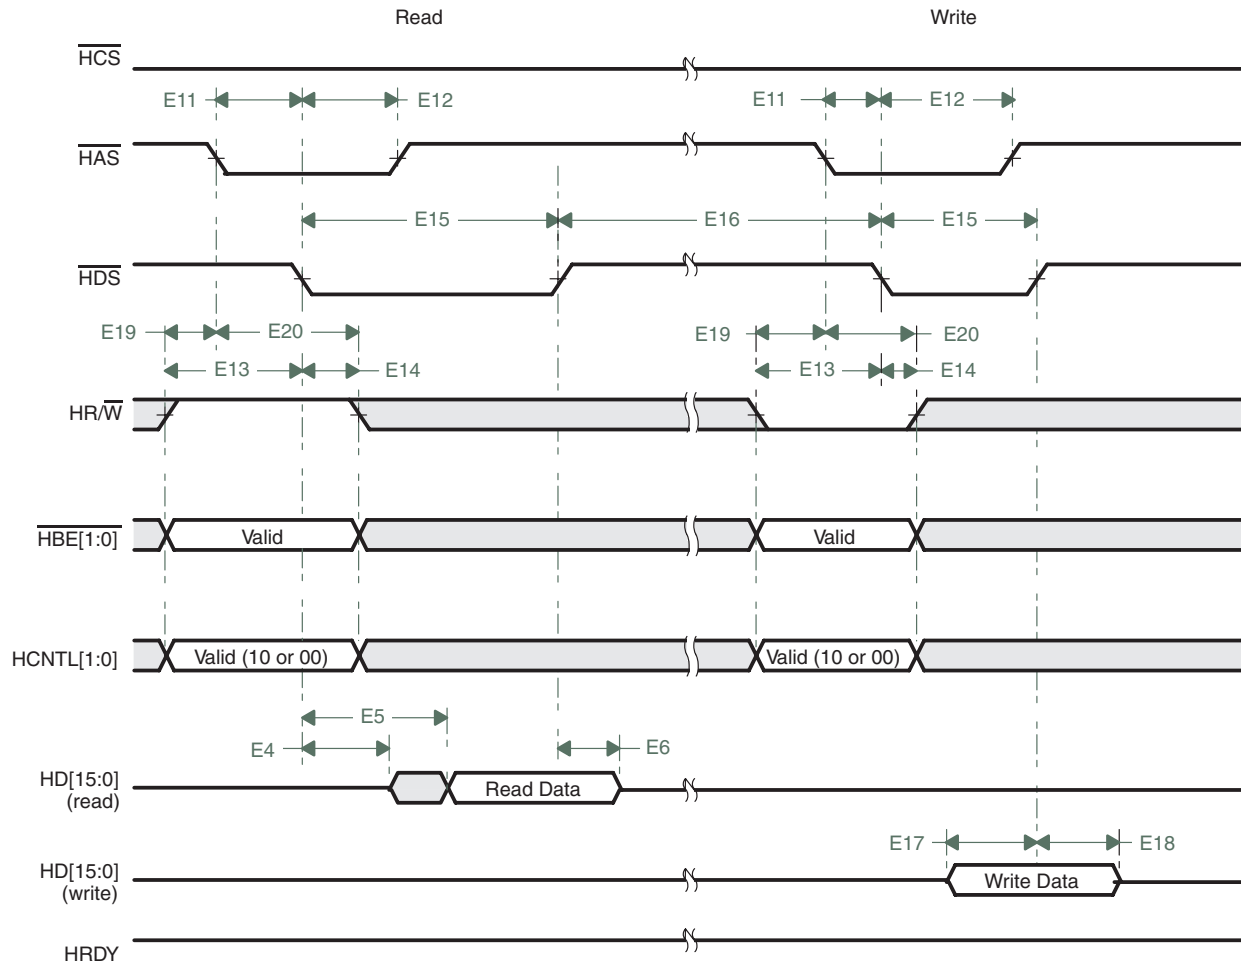 Read Write
HCS
E11 E12 E11 E12
HAS
E15 E16 E15
HDS
E19 E20 E19 E20
E13 E14 E13 E14
HR/W
HBE[1:0] Valid Valid
HCNTL[1:0] Valid (10 or 00) Valid (10 or 00)
E5
E4 E6
HD[15:0]
(read) Read Data
E17 E18
HD[15:0]
(write) Write Data
HRDY